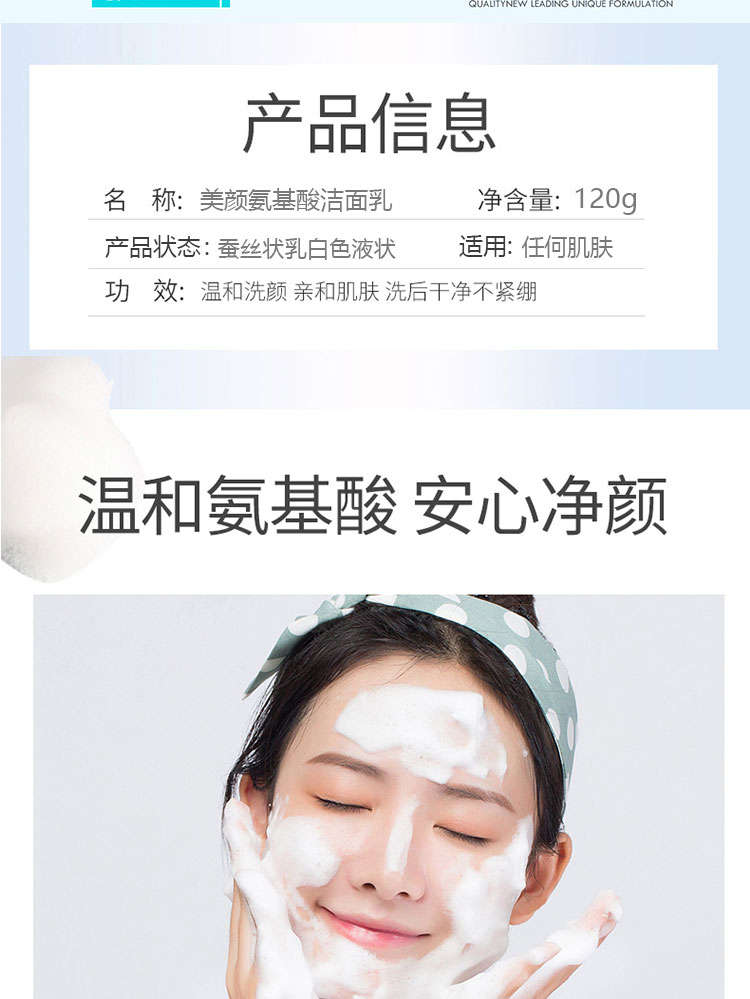 QUALITYNEW LEADING UNIQUE FORMULATION
产品信息
名 称: 美颜氨基酸洁面乳 净含量: 120g
产品状态: 蚕丝状乳白色液状 适用: 任何肌肤
功 效: 温和洗颜 亲和肌肤 洗后干净不紧绷
温和氨基酸 安心净颜